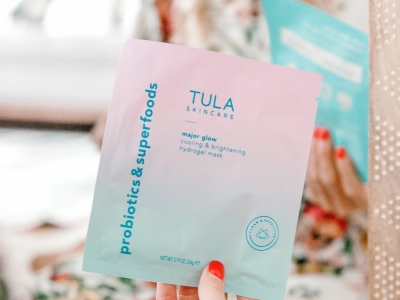 TULA
SKINCARE
probiotics & superfoods
major glow
cooling & brightening
hydrogel mask